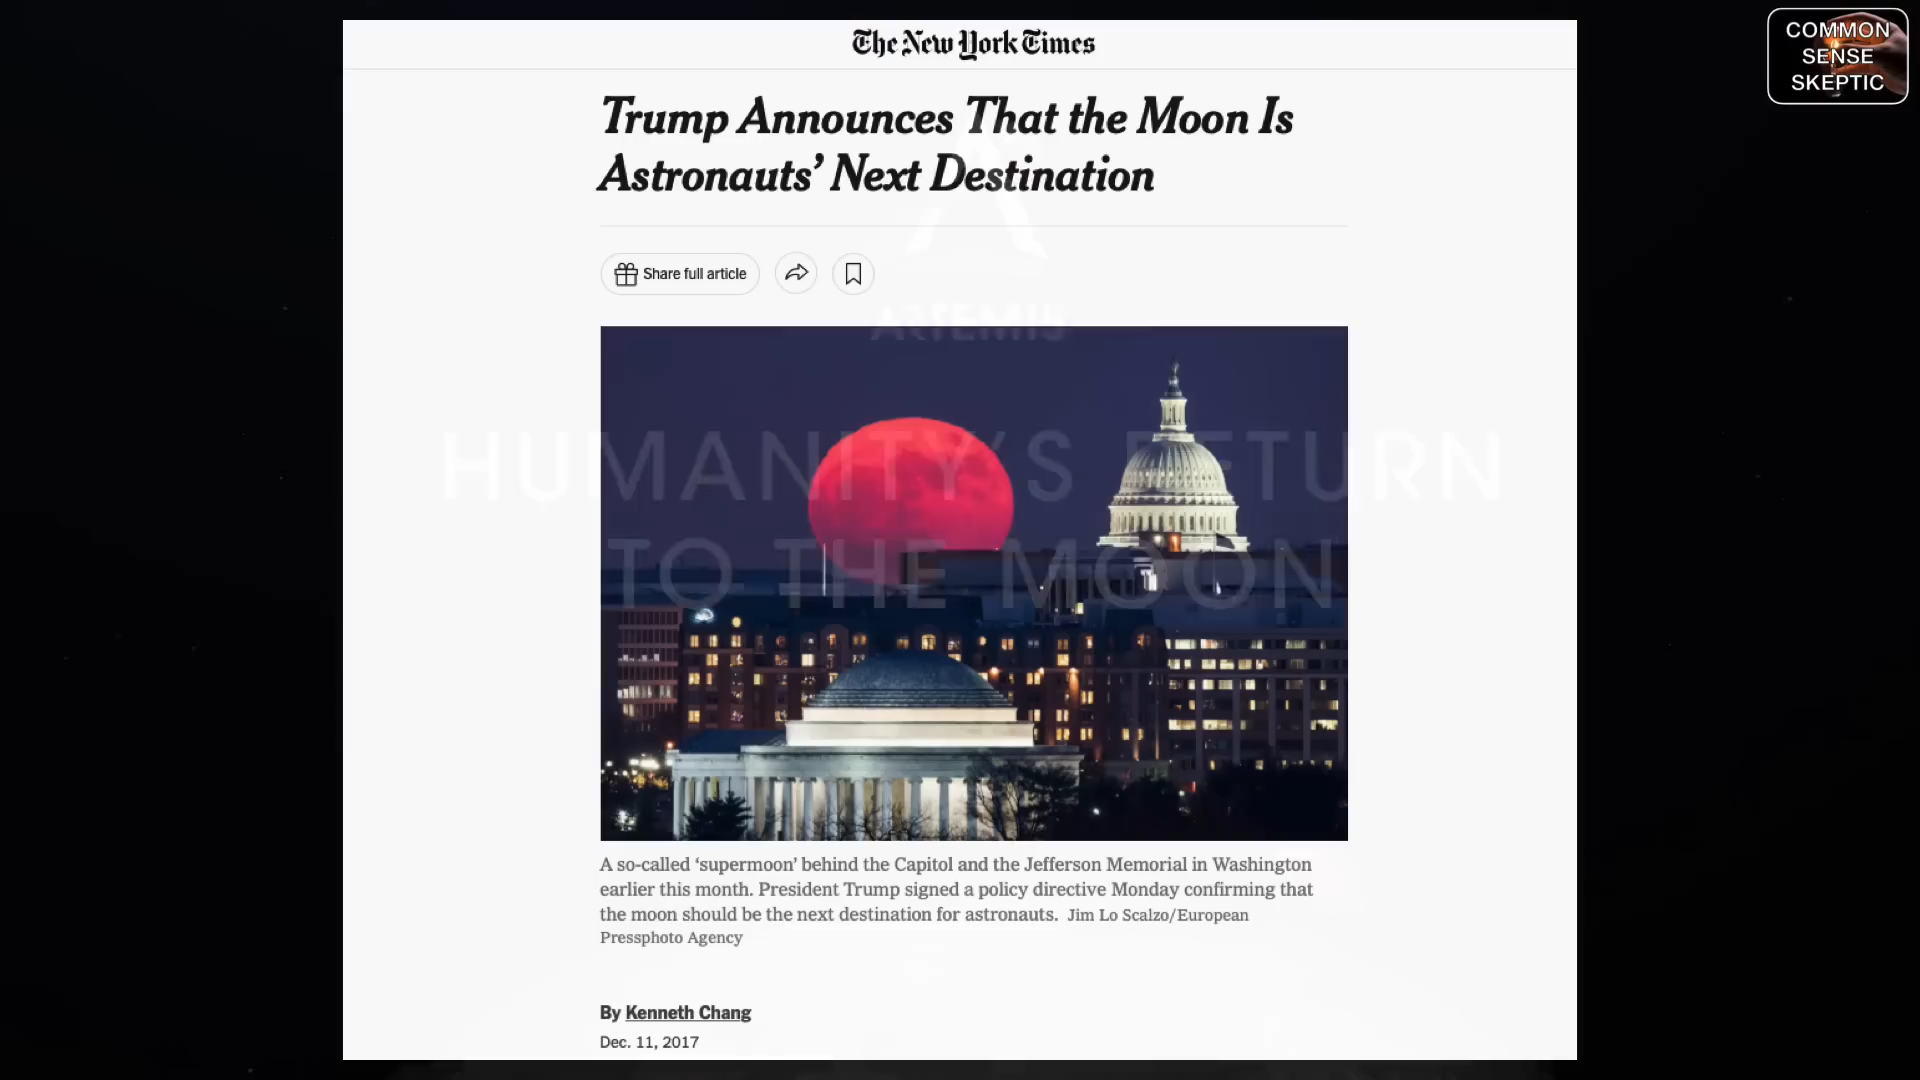 The New York Times
COMMON
SENSE
SKEPTIC
Trump Announces That the Moon Is
Astronauts’ Next Destination
Share full article
ARTEMIS
HUMANITY’S RETURN
TO THE MOON
A so-called ‘supermoon’ behind the Capitol and the Jefferson Memorial in Washington
earlier this month. President Trump signed a policy directive Monday confirming that
the moon should be the next destination for astronauts. Jim Lo Scalzo/European
Pressphoto Agency
By Kenneth Chang
Dec. 11, 2017